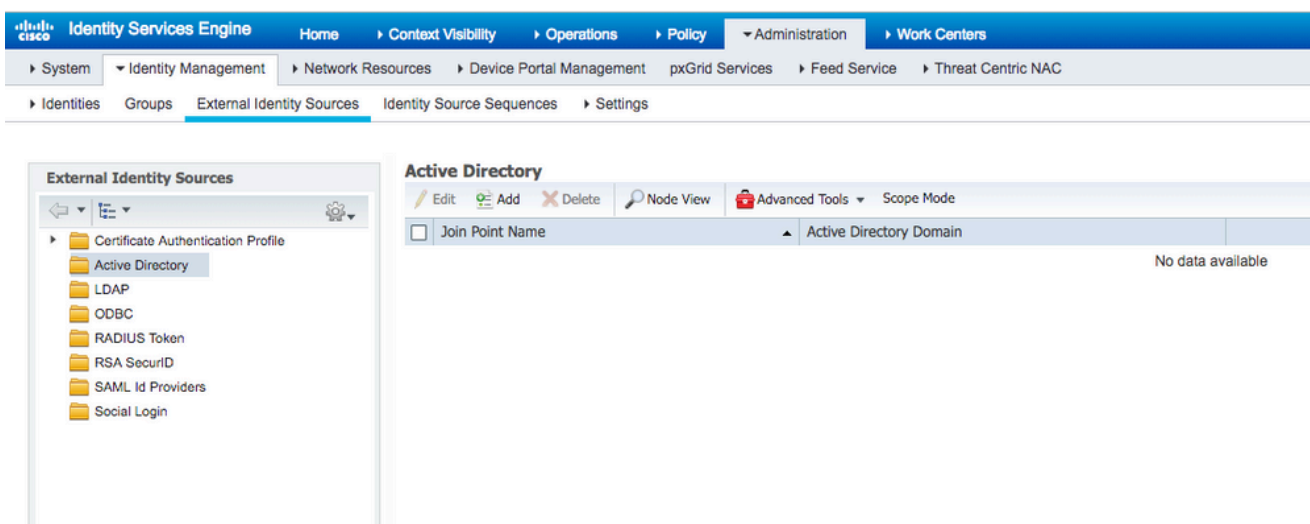 cisco Identity Services Engine Home Context Visibility Operations Policy Administration Work Centers
System Identity Management Network Resources Device Portal Management pxGrid Services Feed Service Threat Centric NAC
Identities Groups External Identity Sources Identity Source Sequences Settings
External Identity Sources
Certificate Authentication Profile
Active Directory
LDAP
ODBC
RADIUS Token
RSA SecurID
SAML Id Providers
Social Login
Active Directory
Edit Add Delete Node View Advanced Tools Scope Mode
Join Point Name Active Directory Domain
No data available